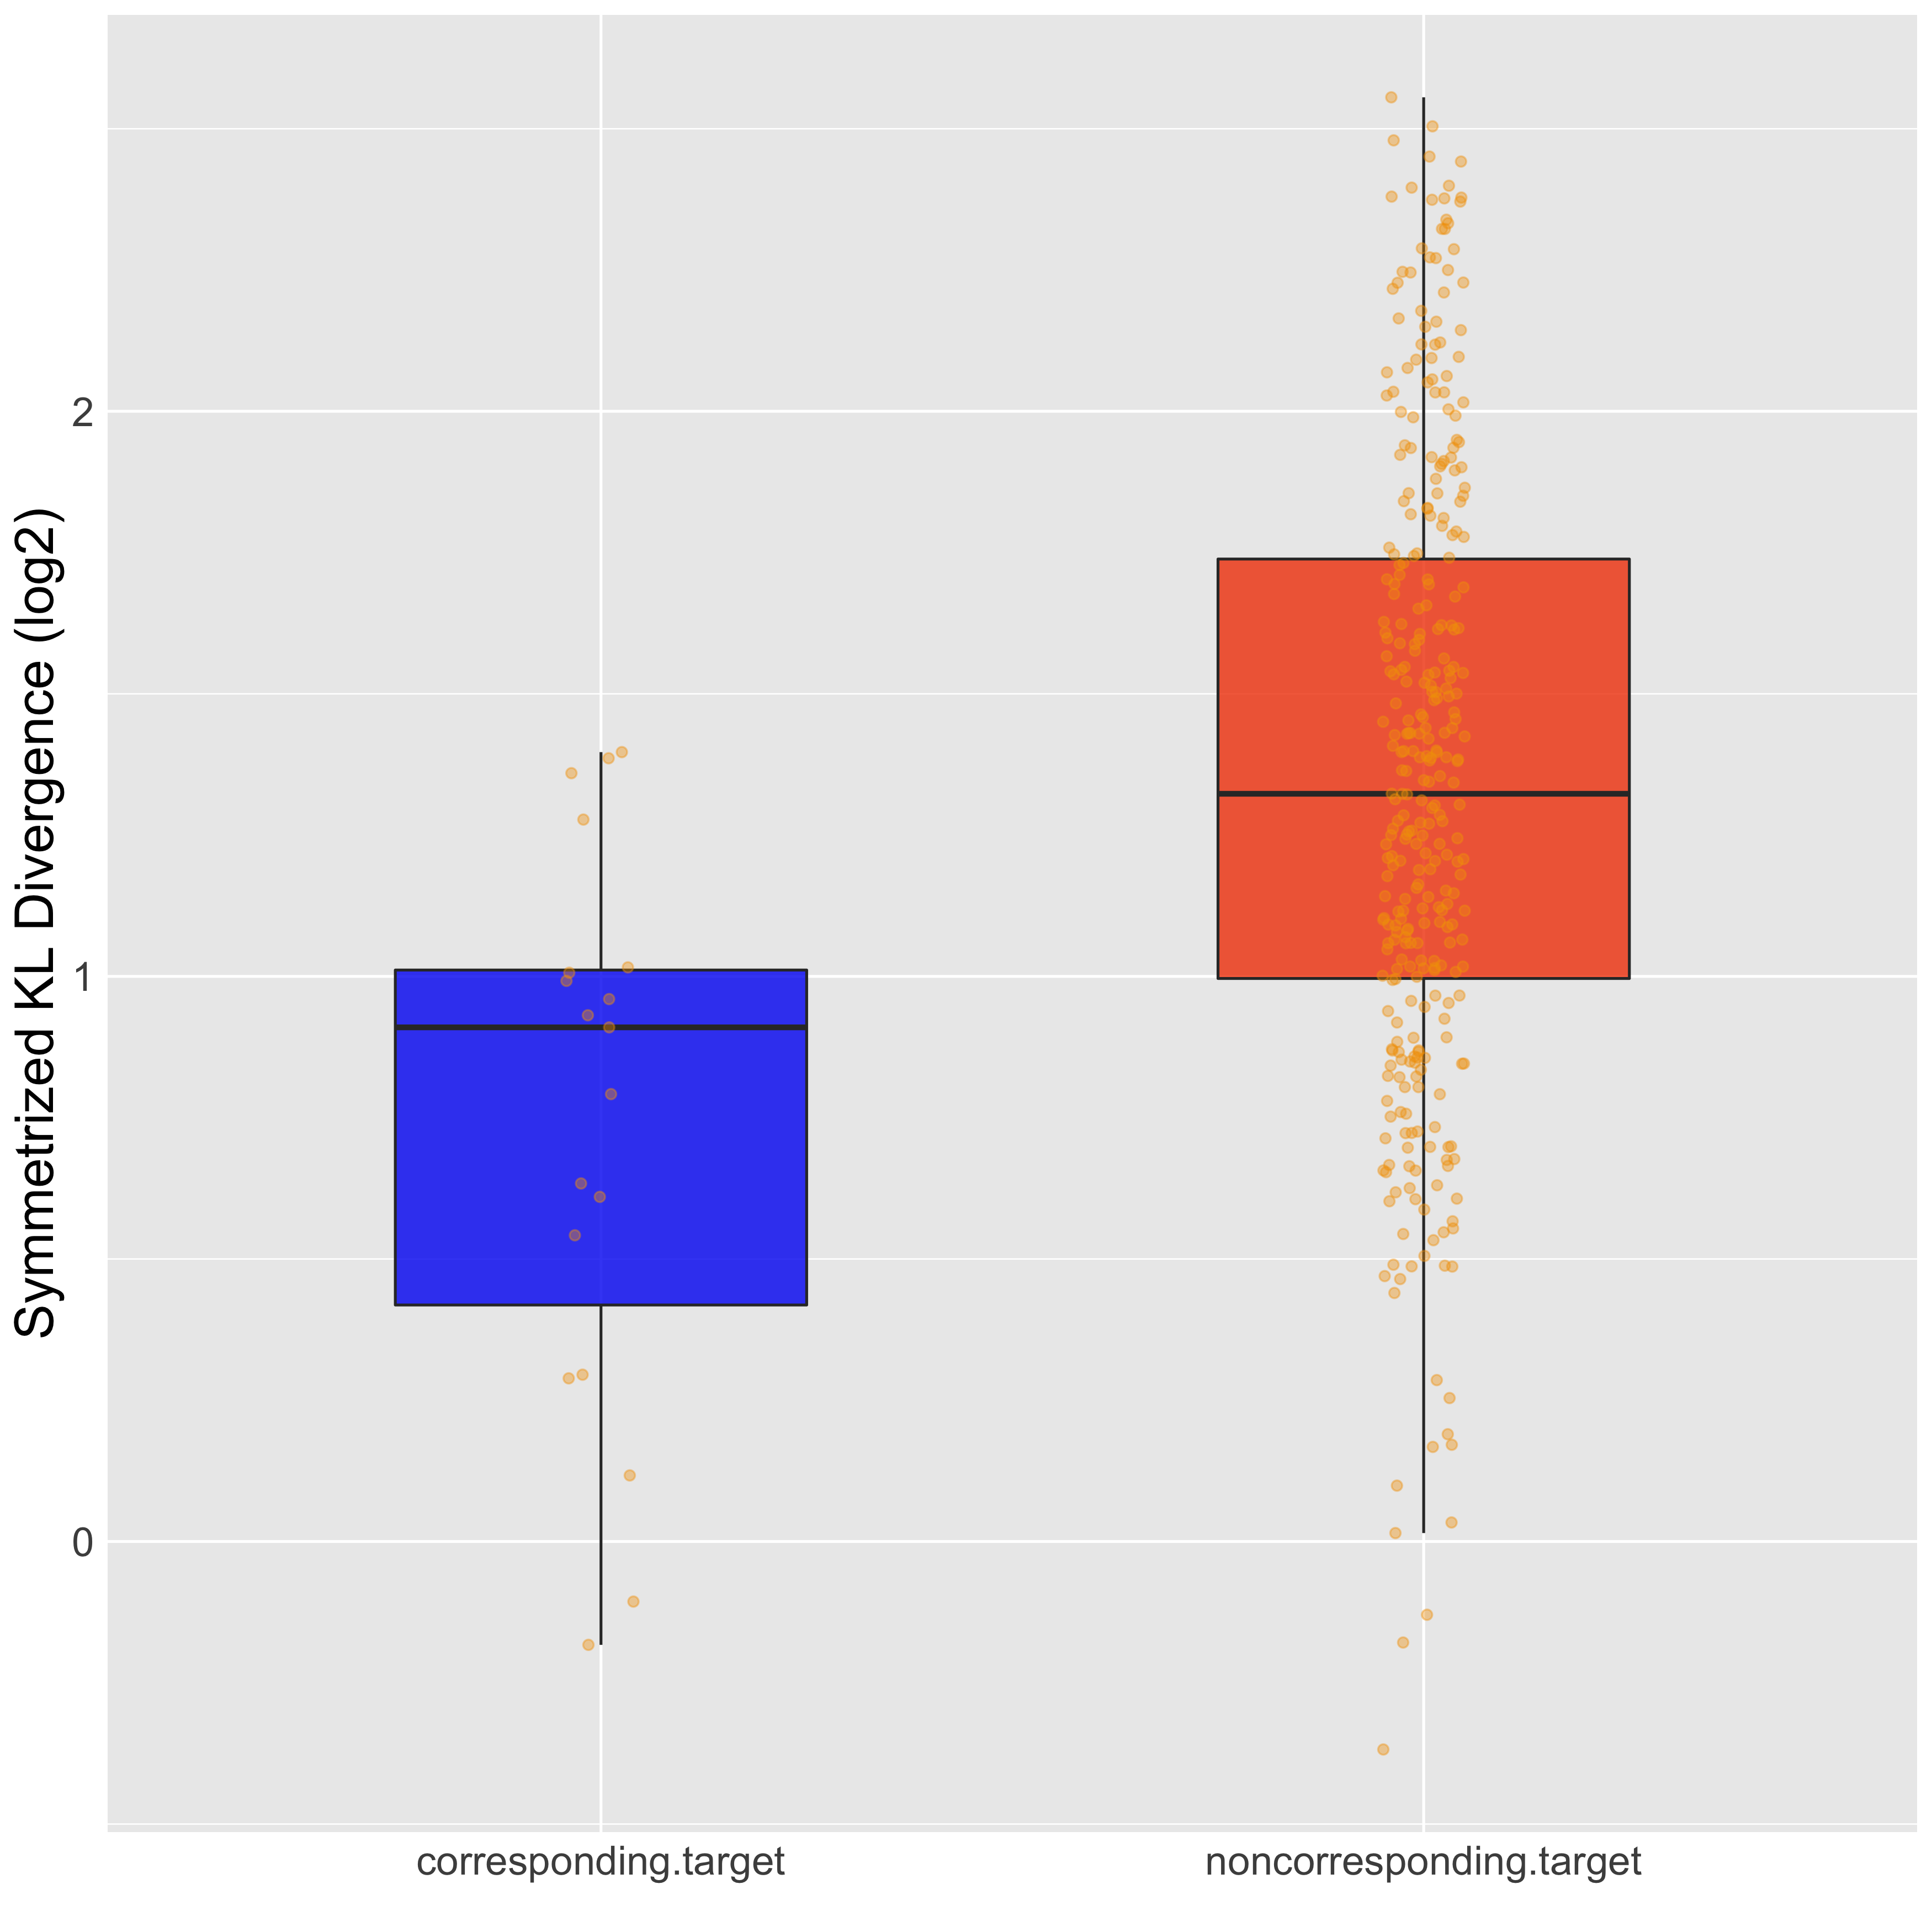 Symmetrized KL Divergence (log2)
2
1
0
corresponding.target
noncorresponding.target